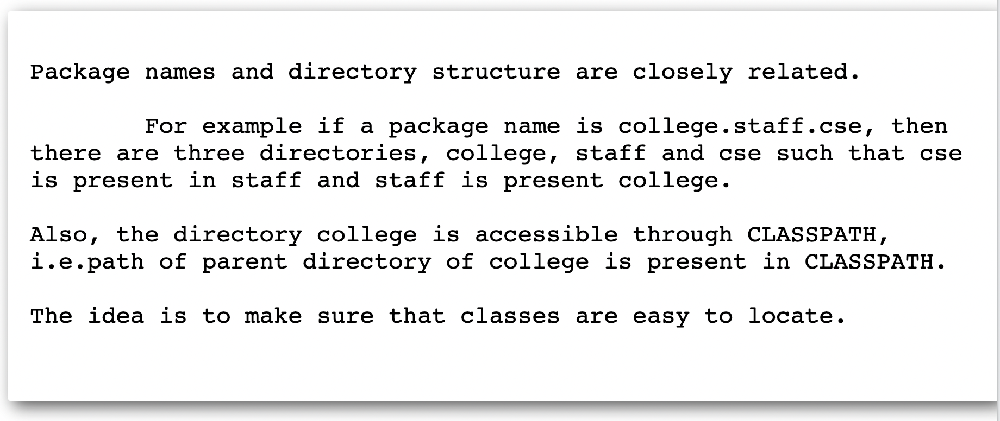 Package names and directory structure are closely related.
For example if a package name is college.staff.cse, then
there are three directories, college, staff and cse such that cse
is present in staff and staff is present college.
Also, the directory college is accessible through CLASSPATH,
i.e.path of parent directory of college is present in CLASSPATH.
The idea is to make sure that classes are easy to locate.